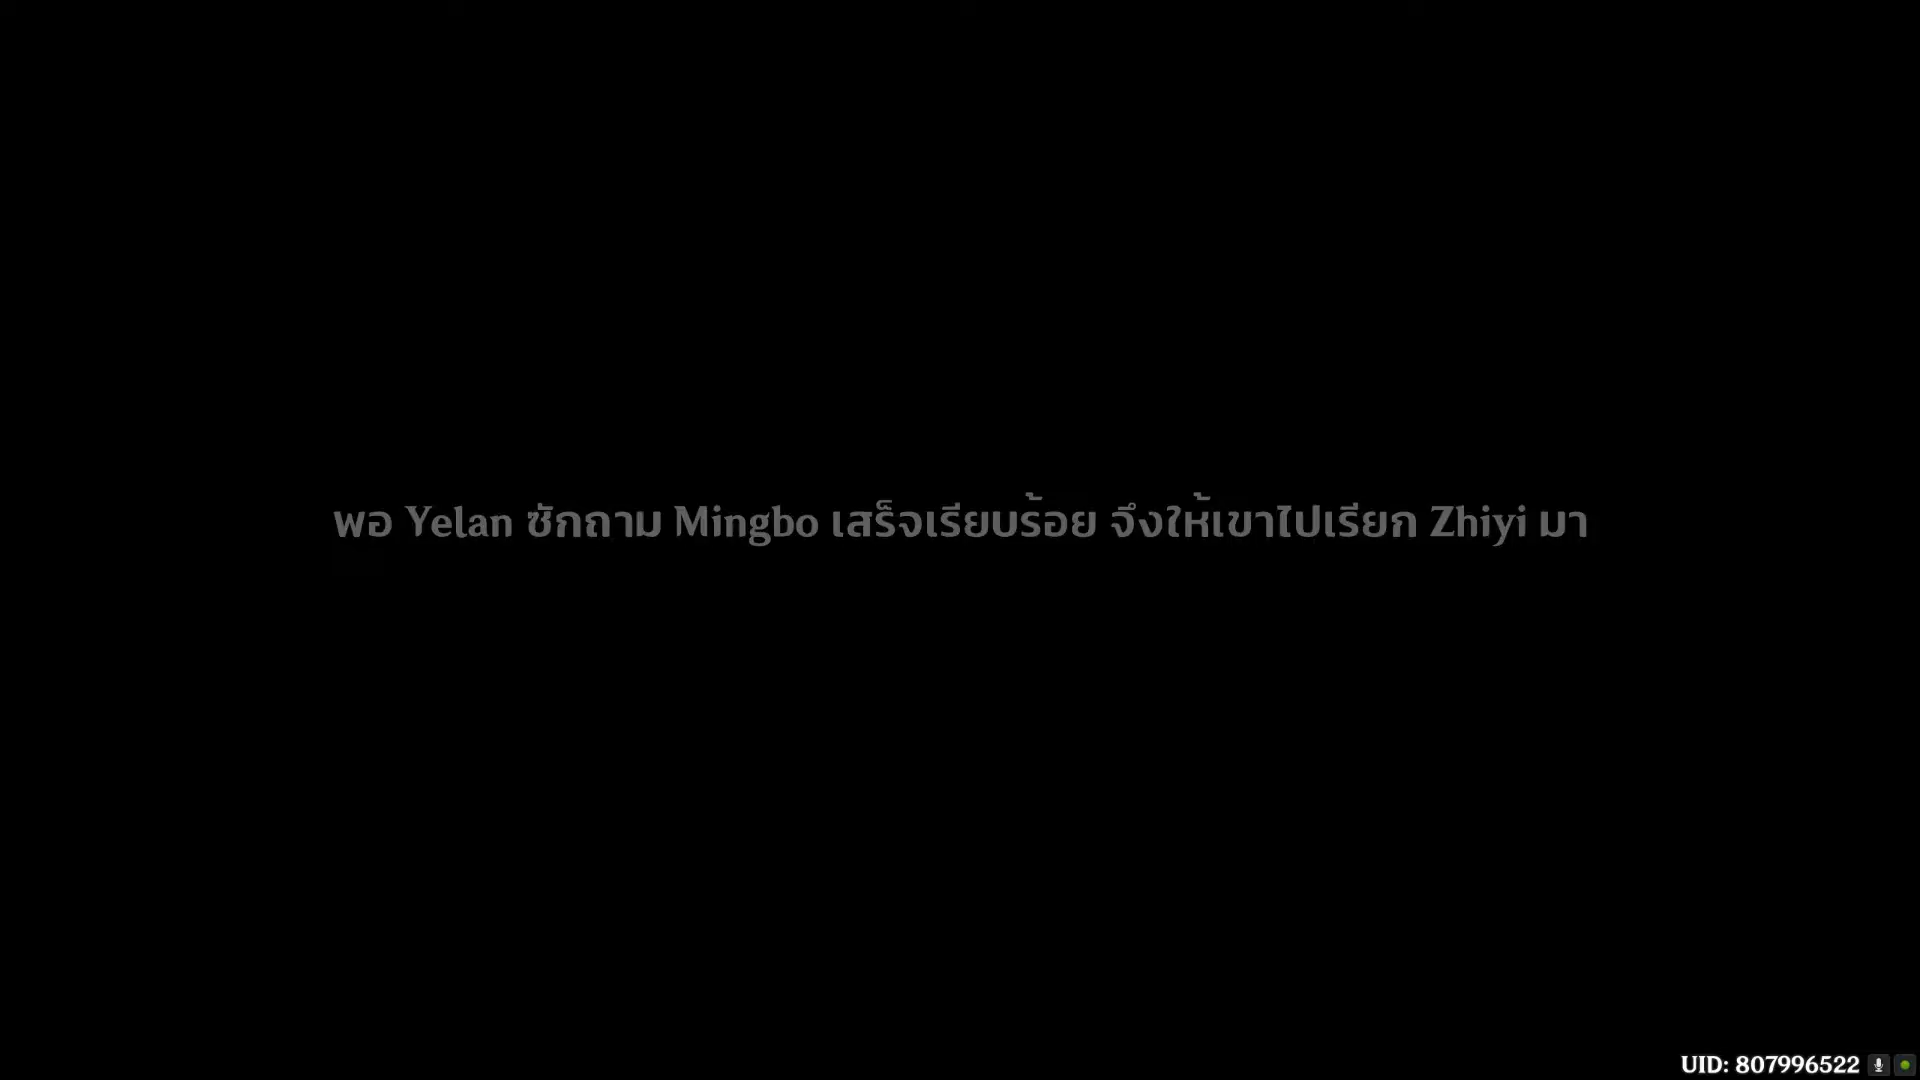 พอ Yelan ซักถาม Mingbo เสร็จเรียบร้อย จึงให้เขาไปเรียก Zhiyi มา
UID: 807996522